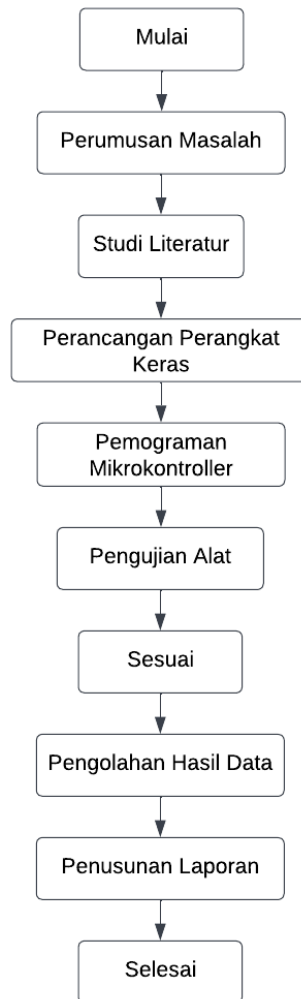 Mulai
Perumusan Masalah
Studi Literatur
Perancangan Perangkat
Keras
Pemograman
Mikrokontroller
Pengujian Alat
Sesuai
Pengolahan Hasil Data
Penusunan Laporan
Selesai